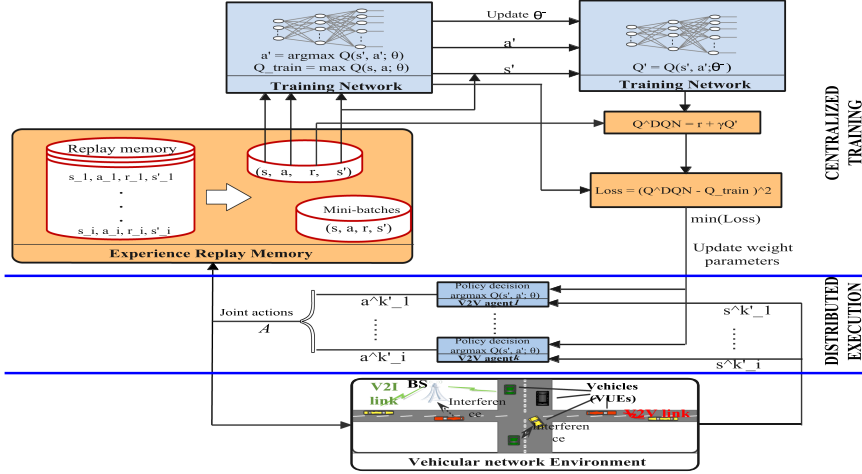 a' = argmax Q(s', a'; θ)
Q_train = max Q(s, a; θ)
Training Network
Update θ-
a'
s'
Q' = Q(s', a';θ-)
Training Network
CENTRALIZED
TRAINING
Q^DQN = r + γQ'
Loss = (Q^DQN - Q_train )^2
min(Loss)
Update weight
parameters
Replay memory
s_1, a_1, r_1, s'_1
s_i, a_i, r_i, s'_i
(s, a, r, s')
Mini-batches
(s, a, r, s')
Experience Replay Memory
DISTRIBUTED
EXECUTION
Joint actions
A
a^k'_1
a^k'_i
Policy decision
argmax Q(s', a'; θ)
V2V agent1
Policy decision
argmax Q(s', a'; θ)
V2V agentk
s^k'_1
s^k'_i
V2I
link
BS
Interferen
ce
Vehicles
(VUEs)
V2V link
Interferen
ce
Vehicular network Environment